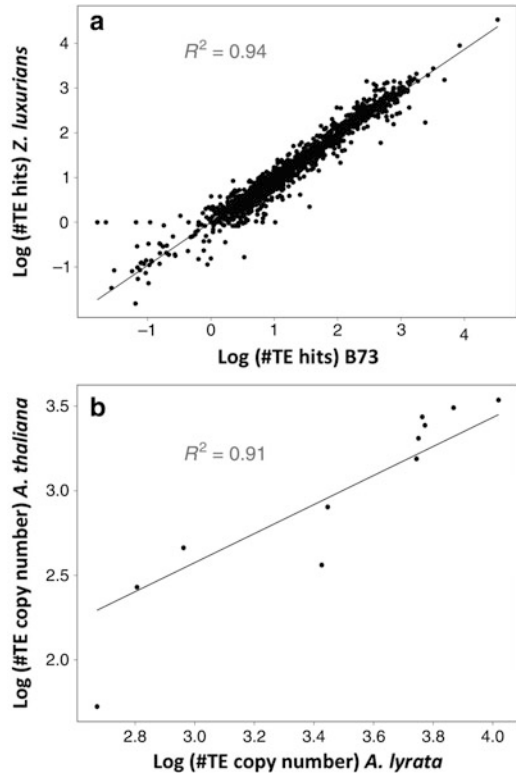 a
R² = 0.94
Log (#TE hits) Z. luxurians
4
3
2
1
0
−1
−1
0
1
2
3
4
Log (#TE hits) B73
b
R² = 0.91
Log (#TE copy number) A. thaliana
3.5
3.0
2.5
2.0
2.8
3.0
3.2
3.4
3.6
3.8
4.0
Log (#TE copy number) A. lyrata